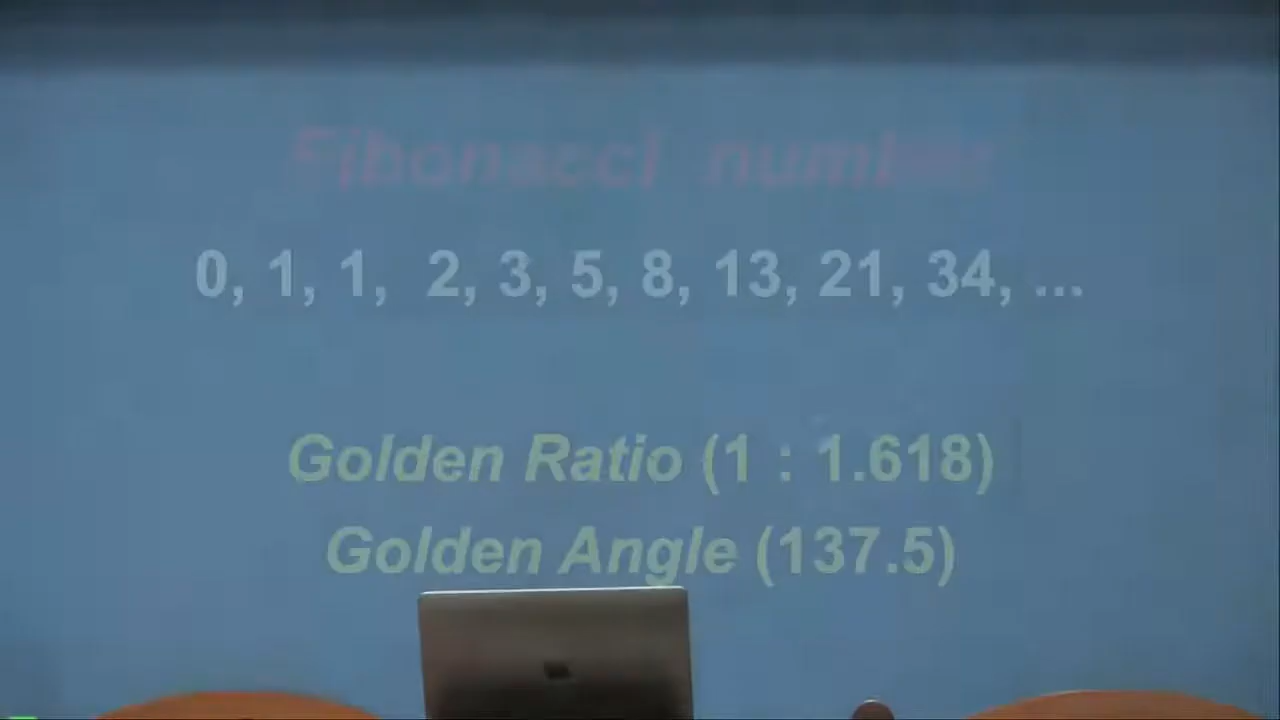 Fibonacci number
0, 1, 1, 2, 3, 5, 8, 13, 21, 34, ...
Golden Ratio (1 : 1.618)
Golden Angle (137.5)